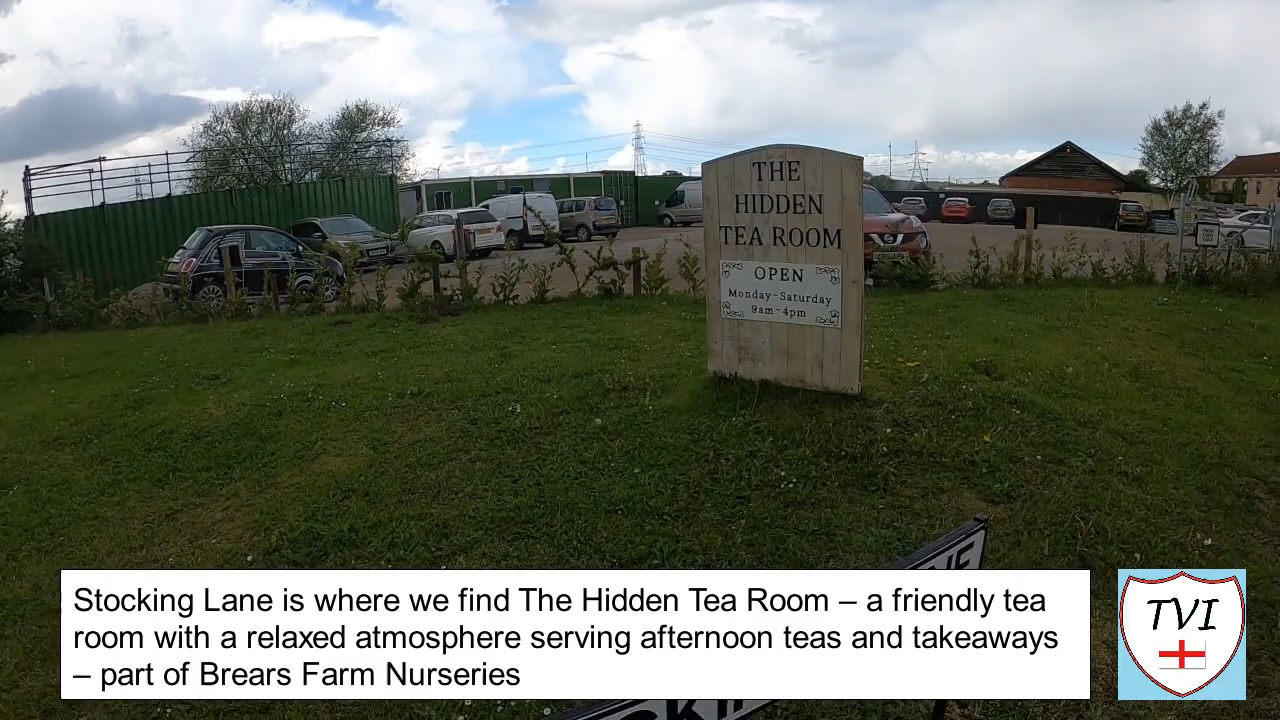 THE
HIDDEN
TEA ROOM
OPEN
Monday - Saturday
9am - 4pm
Stocking Lane is where we find The Hidden Tea Room – a friendly tea
room with a relaxed atmosphere serving afternoon teas and takeaways
– part of Brears Farm Nurseries
TVI